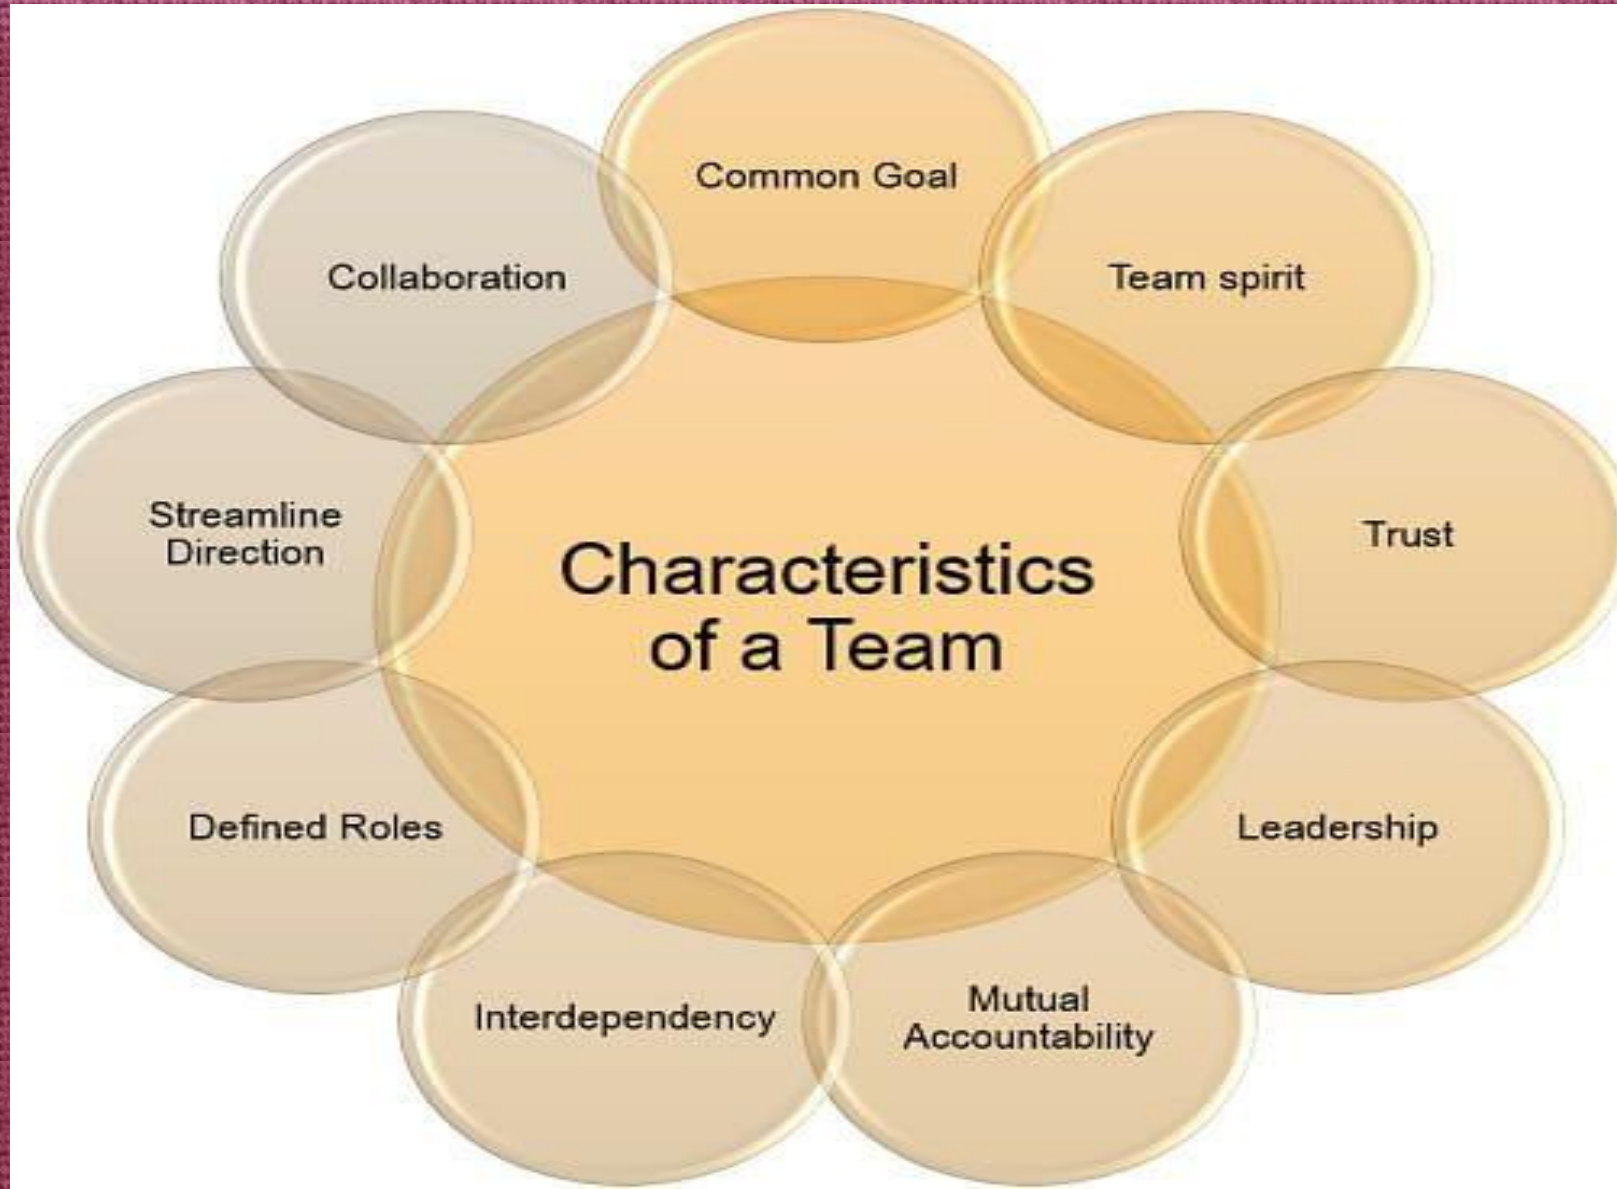 Common Goal
Team spirit
Trust
Leadership
Mutual
Accountability
Interdependency
Defined Roles
Streamline
Direction
Collaboration
Characteristics
of a Team